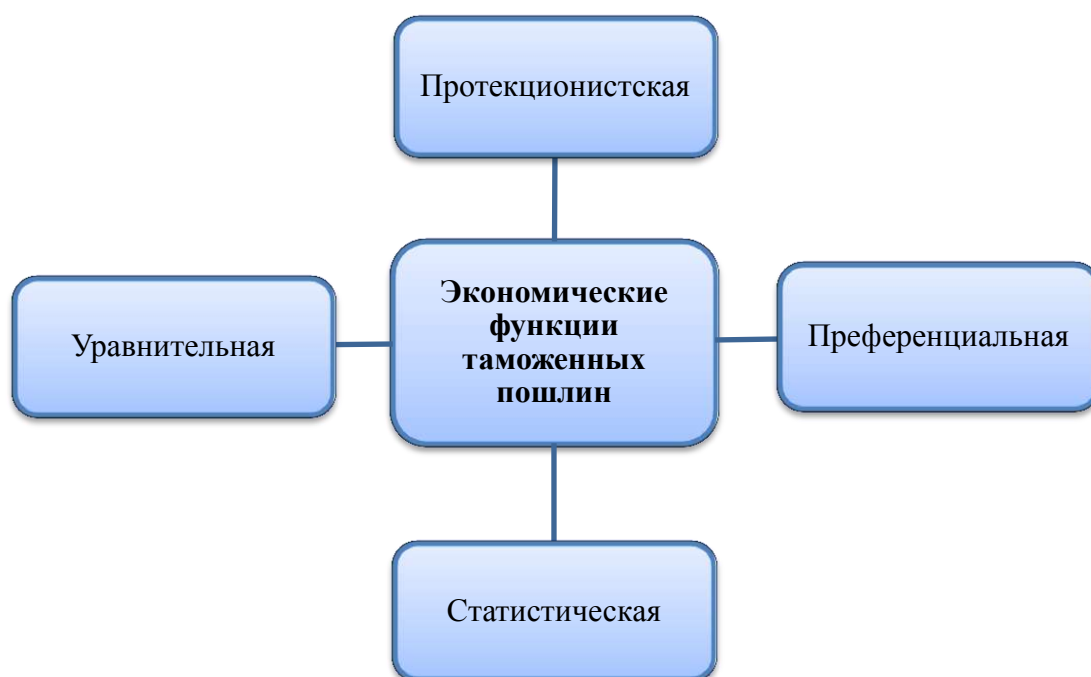 Протекционистская
Уравнительная
Экономические
функции
таможенных
пошлин
Преференциальная
Статистическая